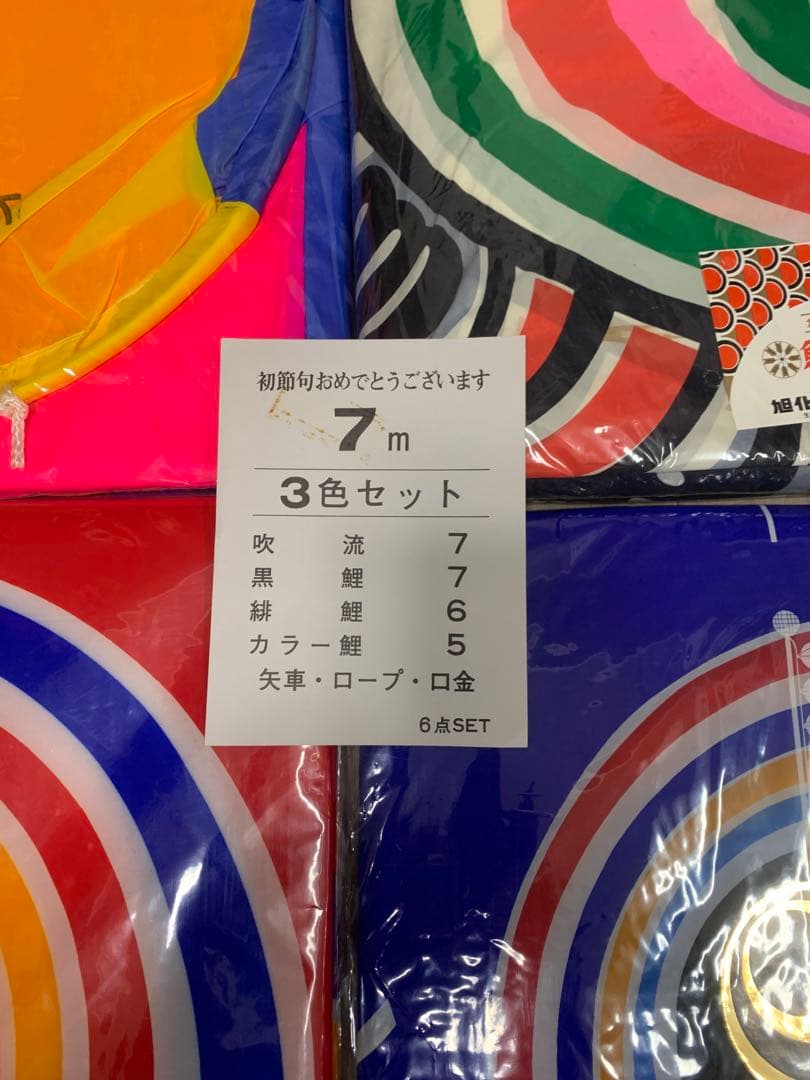 初節句おめでとうございます
7m
3色セット
吹流 7
黒鯉 7
緋鯉 6
カラー鯉 5
矢車・ロープ・口金
6点SET
旭化